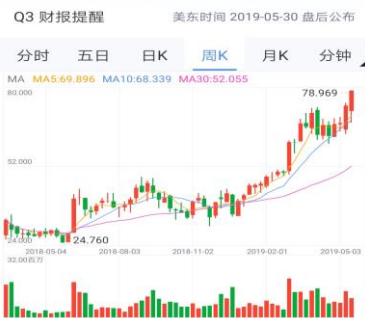 Q3 财报提醒 美东时间 2019-05-30 盘后公布
分时 五日 日K 周K 月K 分钟
MA MA5:69.896 MA10:68.339 MA30:52.055
80.000 78.969
52.000
24.000 24.760
2018-05-04 2018-08-03 2018-11-02 2019-02-01 2019-05-03
32.00百万